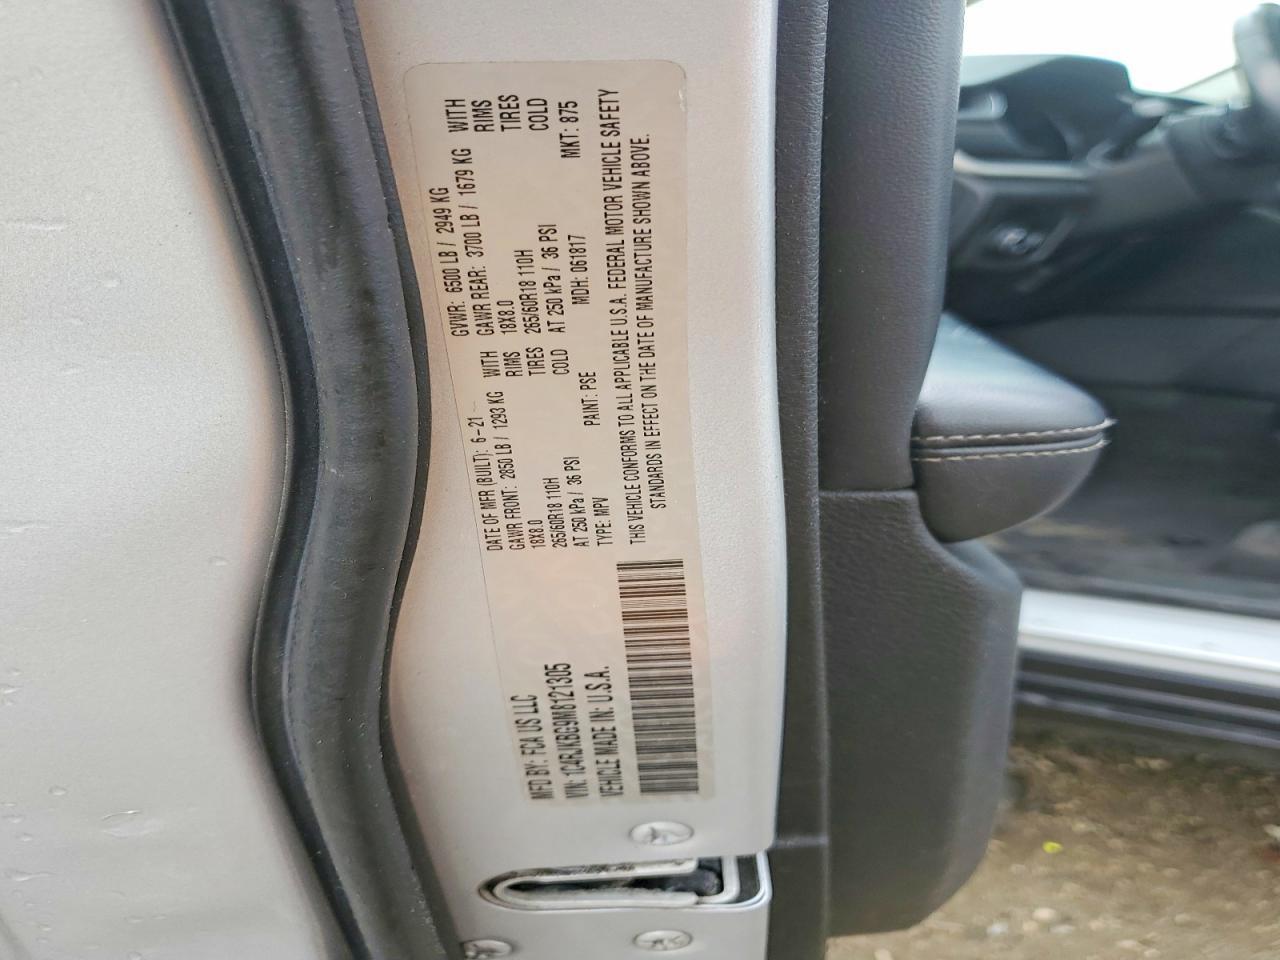 MFD BY: FCA US LLC
DATE OF MFR (BUILT): 6-21
GVWR: 6500 LB / 2949 KG
GAWR FRONT: 2850 LB / 1293 KG WITH
18X8.0 RIMS
265/60R18 110H TIRES
AT 250 kPa / 36 PSI COLD
GAWR REAR: 3700 LB / 1679 KG WITH
18X8.0 RIMS
265/60R18 110H TIRES
AT 250 kPa / 36 PSI COLD
VIN: 1C4RJKBG9M8121305
TYPE: MPV PAINT: PSE MDH: 061817 MKT: 875
VEHICLE MADE IN: U.S.A.
THIS VEHICLE CONFORMS TO ALL APPLICABLE U.S.A. FEDERAL MOTOR VEHICLE SAFETY
STANDARDS IN EFFECT ON THE DATE OF MANUFACTURE SHOWN ABOVE.